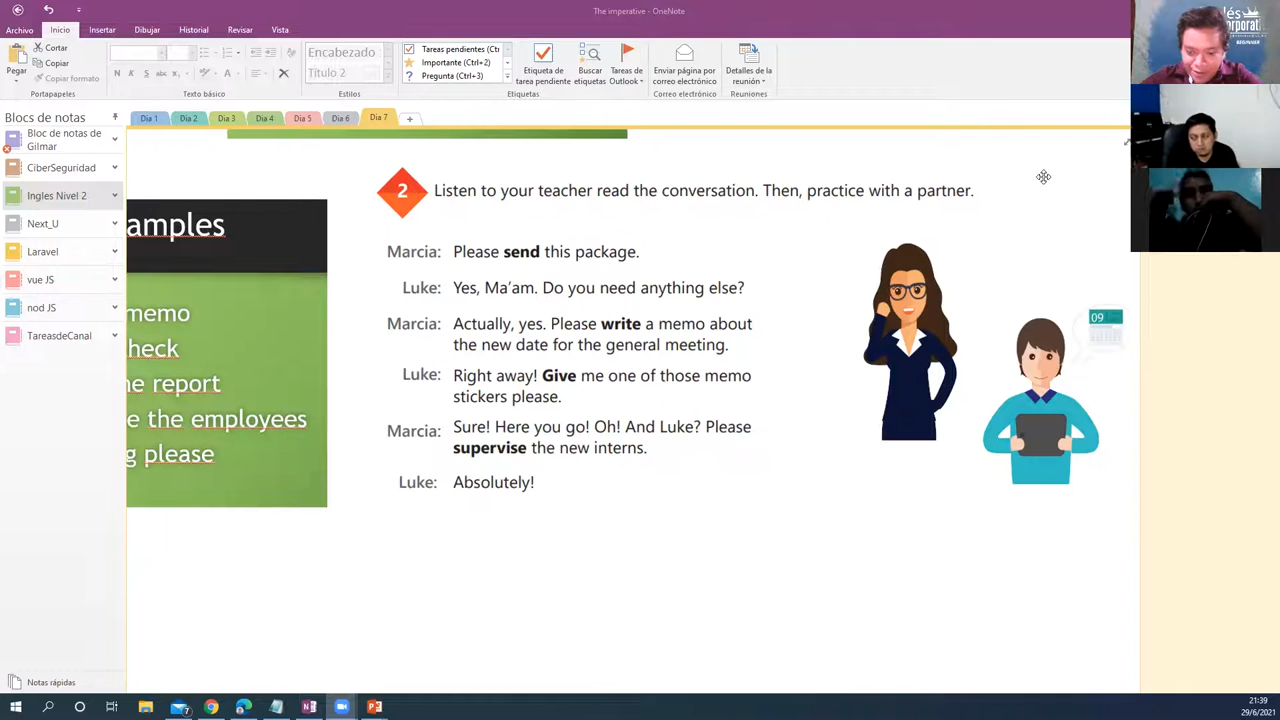 The imperative - OneNote
Archivo Inicio Insertar Dibujar Historial Revisar Vista
Pegar
Cortar
Copiar
Copiar formato
Portapapeles
N K S abc
Texto básico
Encabezado
Título 2
Estilos
Tareas pendientes (Ctr
Importante (Ctrl+2)
Pregunta (Ctrl+3)
Etiqueta de
tarea pendiente
Buscar
etiquetas
Etiquetas
Tareas de
Outlook
Enviar página por
correo electrónico
Correo electrónico
Detalles de la
reunión
Reuniones
lés
orporati
BEGINNER
Blocs de notas
Dia 1 Dia 2 Dia 3 Dia 4 Dia 5 Dia 6 Dia 7
Bloc de notas de
Gilmar
CiberSeguridad
Ingles Nivel 2
Next_U
Laravel
vue JS
nod JS
TareasdeCanal
Notas rápidas
amples
memo
heck
ne report
e the employees
g please
2 Listen to your teacher read the conversation. Then, practice with a partner.
Marcia: Please send this package.
Luke: Yes, Ma'am. Do you need anything else?
Marcia: Actually, yes. Please write a memo about
the new date for the general meeting.
Luke: Right away! Give me one of those memo
stickers please.
Marcia: Sure! Here you go! Oh! And Luke? Please
supervise the new interns.
Luke: Absolutely!
09
21:39
29/6/2021